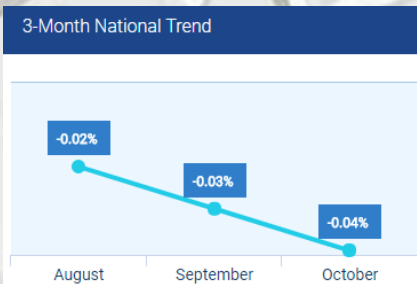 3-Month National Trend
-0.02%
-0.03%
-0.04%
August September October